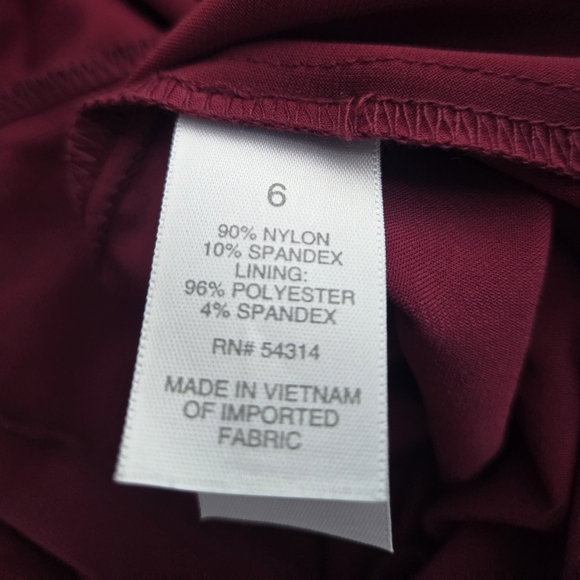 6
90% NYLON
10% SPANDEX
LINING:
96% POLYESTER
4% SPANDEX
RN# 54314
MADE IN VIETNAM
OF IMPORTED
FABRIC